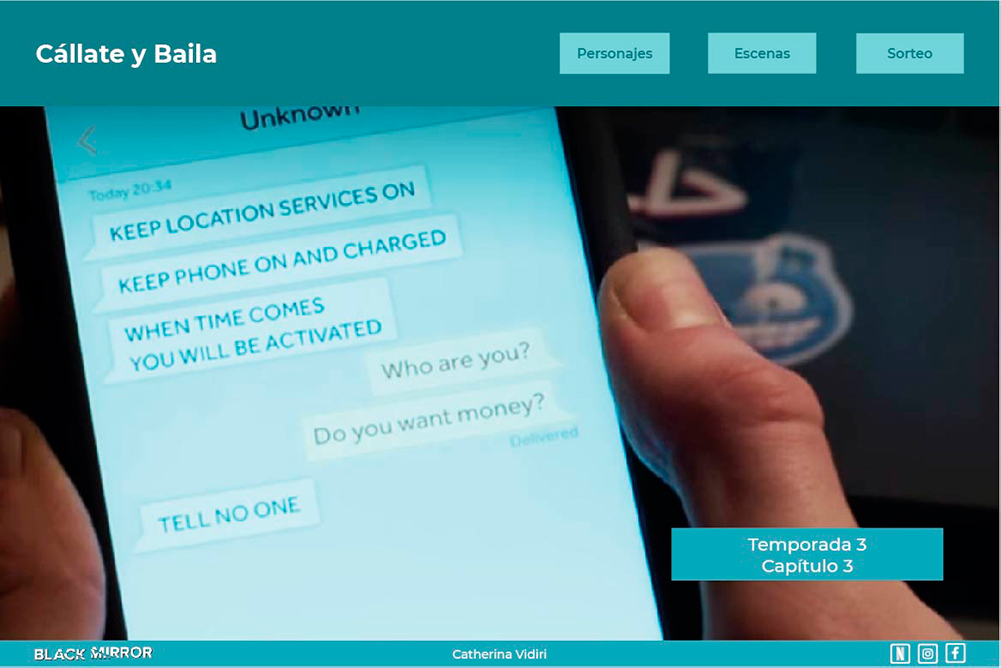 Cállate y Baila
Personajes
Escenas
Sorteo
Unknown
Today 20:34
KEEP LOCATION SERVICES ON
KEEP PHONE ON AND CHARGED
WHEN TIME COMES
YOU WILL BE ACTIVATED
Who are you?
Do you want money?
Delivered
TELL NO ONE
Temporada 3
Capítulo 3
BLACK MIRROR
Catherina Vidiri